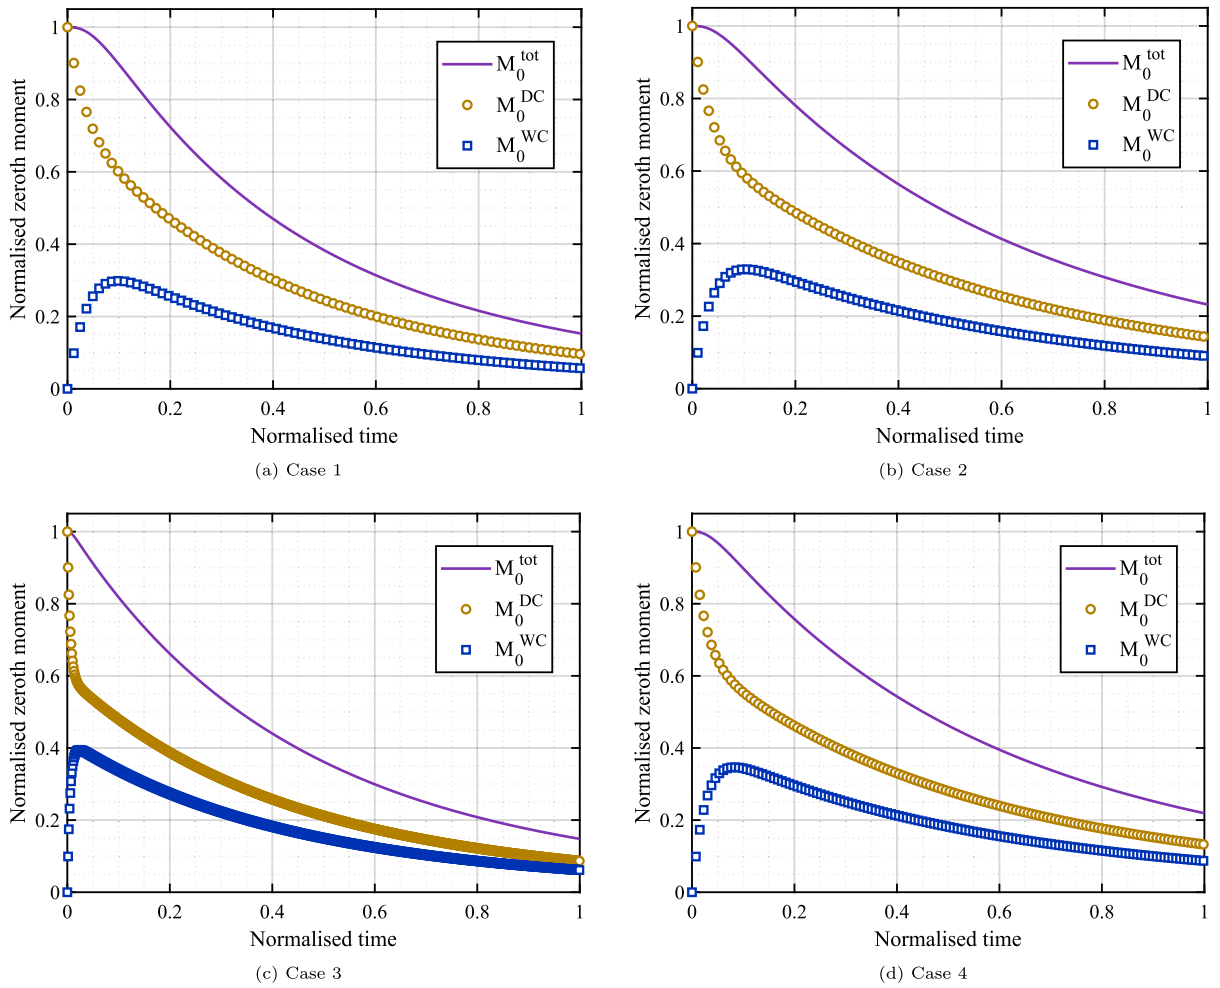 Normalised zeroth moment
1
0.8
0.6
0.4
0.2
0
M₀ᵗᵒᵗ
M₀ᴰᶜ
M₀ᵂᶜ
0 0.2 0.4 0.6 0.8 1
Normalised time
(a) Case 1
Normalised zeroth moment
1
0.8
0.6
0.4
0.2
0
M₀ᵗᵒᵗ
M₀ᴰᶜ
M₀ᵂᶜ
0 0.2 0.4 0.6 0.8 1
Normalised time
(b) Case 2
Normalised zeroth moment
1
0.8
0.6
0.4
0.2
0
M₀ᵗᵒᵗ
M₀ᴰᶜ
M₀ᵂᶜ
0 0.2 0.4 0.6 0.8 1
Normalised time
(c) Case 3
Normalised zeroth moment
1
0.8
0.6
0.4
0.2
0
M₀ᵗᵒᵗ
M₀ᴰᶜ
M₀ᵂᶜ
0 0.2 0.4 0.6 0.8 1
Normalised time
(d) Case 4